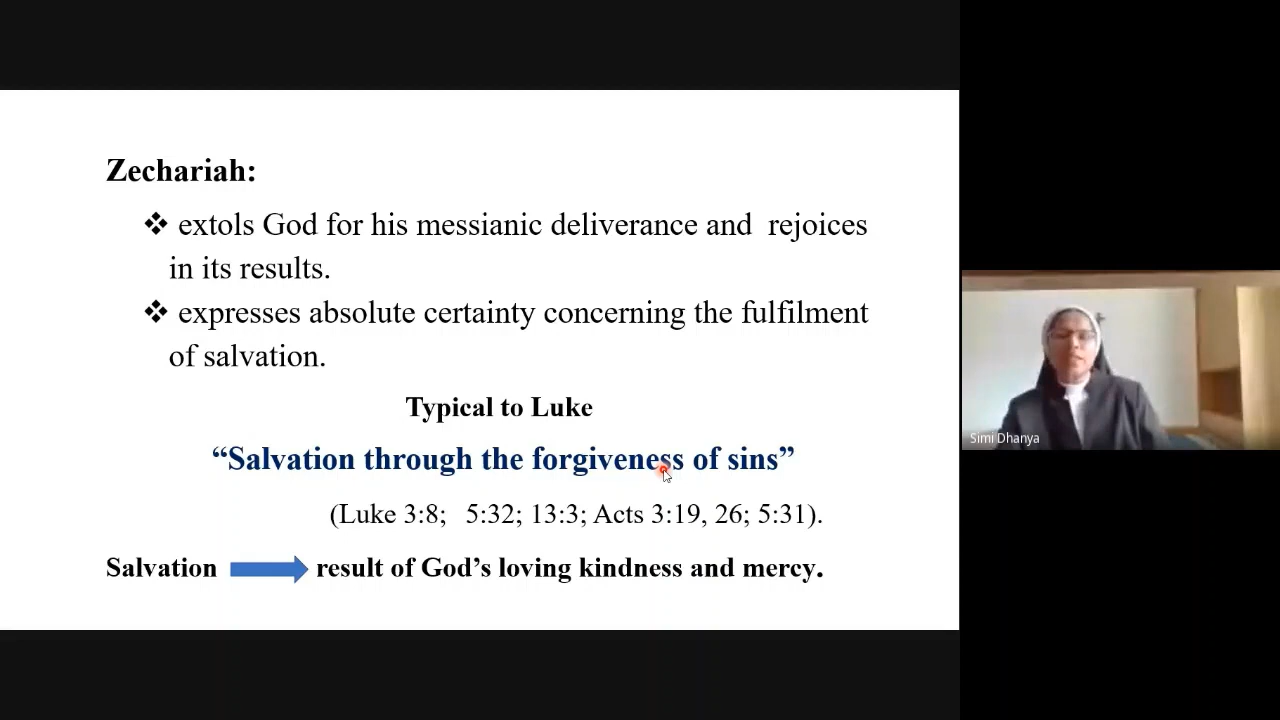 Zechariah:
❖ extols God for his messianic deliverance and rejoices
in its results.
❖ expresses absolute certainty concerning the fulfilment
of salvation.
Typical to Luke
“Salvation through the forgiveness of sins”
(Luke 3:8; 5:32; 13:3; Acts 3:19, 26; 5:31).
Salvation result of God’s loving kindness and mercy.
Simi Dhanya